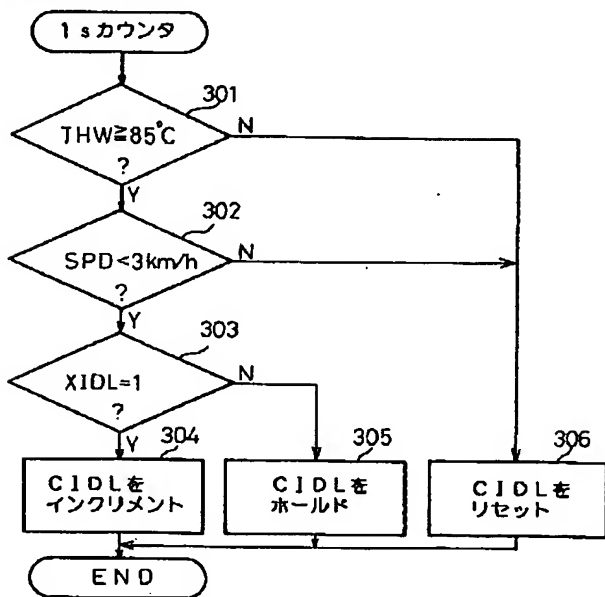 1sカウンタ
301
THW≧85℃
?
N
Y
302
SPD<3km/h
?
N
Y
303
XIDL=1
?
N
Y
304
CIDLを
インクリメント
305
CIDLを
ホールド
306
CIDLを
リセット
END